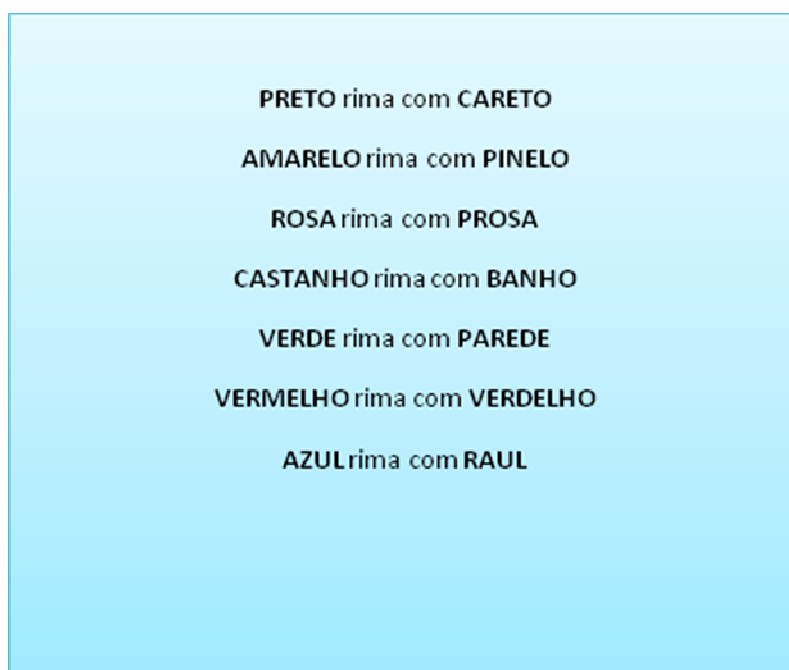 PRETO rima com CARETO
AMARELO rima com PINELO
ROSA rima com PROSA
CASTANHO rima com BANHO
VERDE rima com PAREDE
VERMELHO rima com VERDELHO
AZUL rima com RAUL